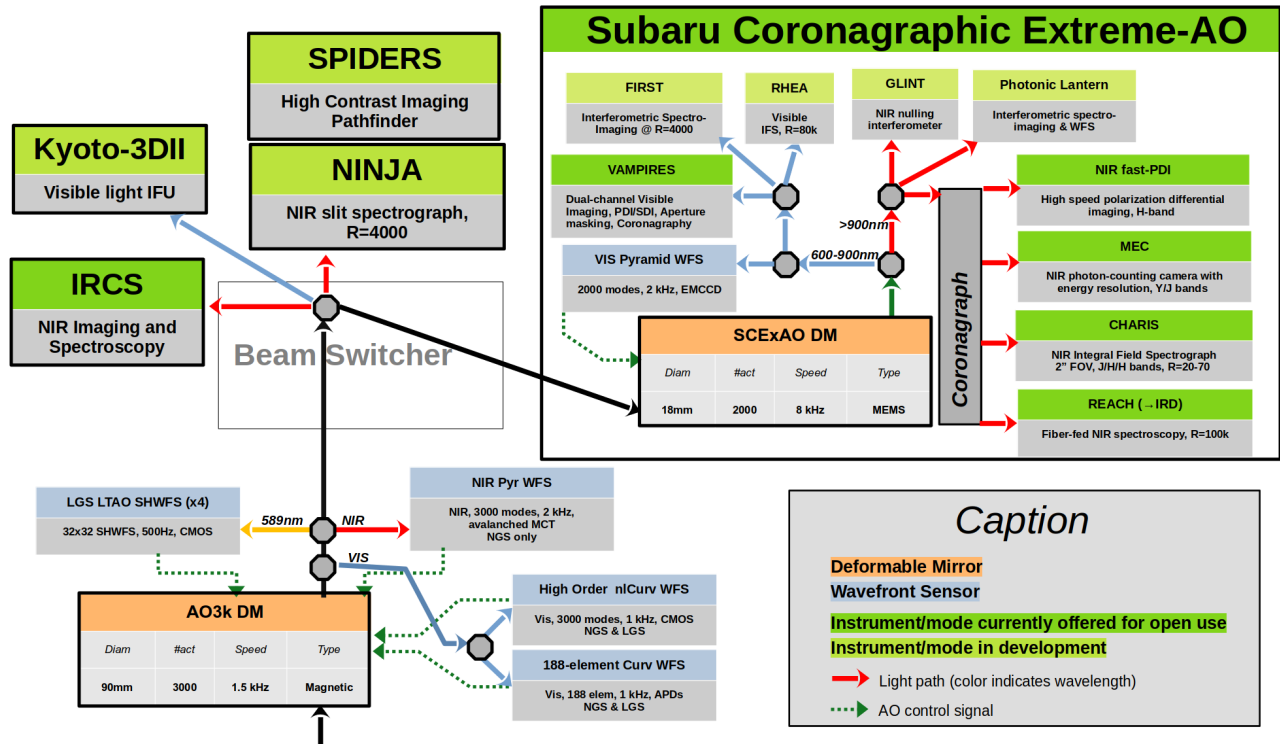 Subaru Coronagraphic Extreme-AO
SPIDERS
High Contrast Imaging
Pathfinder
Kyoto-3DII
Visible light IFU
NINJA
NIR slit spectrograph,
R=4000
IRCS
NIR Imaging and
Spectroscopy
Beam Switcher
FIRST
Interferometric Spectro-
Imaging @ R=4000
RHEA
Visible
IFS, R=80k
GLINT
NIR nulling
interferometer
Photonic Lantern
Interferometric spectro-
imaging & WFS
VAMPIRES
Dual-channel Visible
Imaging, PDI/SDI, Aperture
masking, Coronagraphy
VIS Pyramid WFS
2000 modes, 2 kHz, EMCCD
>900nm
600-900nm
SCExAO DM
Diam #act Speed Type
18mm 2000 8 kHz MEMS
Coronagraph
NIR fast-PDI
High speed polarization differential
imaging, H-band
MEC
NIR photon-counting camera with
energy resolution, Y/J bands
CHARIS
NIR Integral Field Spectrograph
2” FOV, J/H/H bands, R=20-70
REACH (→IRD)
Fiber-fed NIR spectroscopy, R=100k
LGS LTAO SHWFS (x4)
32x32 SHWFS, 500Hz, CMOS
589nm
NIR
VIS
NIR Pyr WFS
NIR, 3000 modes, 2 kHz,
avalanched MCT
NGS only
High Order nlCurv WFS
Vis, 3000 modes, 1 kHz, CMOS
NGS & LGS
188-element Curv WFS
Vis, 188 elem, 1 kHz, APDs
NGS & LGS
AO3k DM
Diam #act Speed Type
90mm 3000 1.5 kHz Magnetic
Caption
Deformable Mirror
Wavefront Sensor
Instrument/mode currently offered for open use
Instrument/mode in development
Light path (color indicates wavelength)
AO control signal